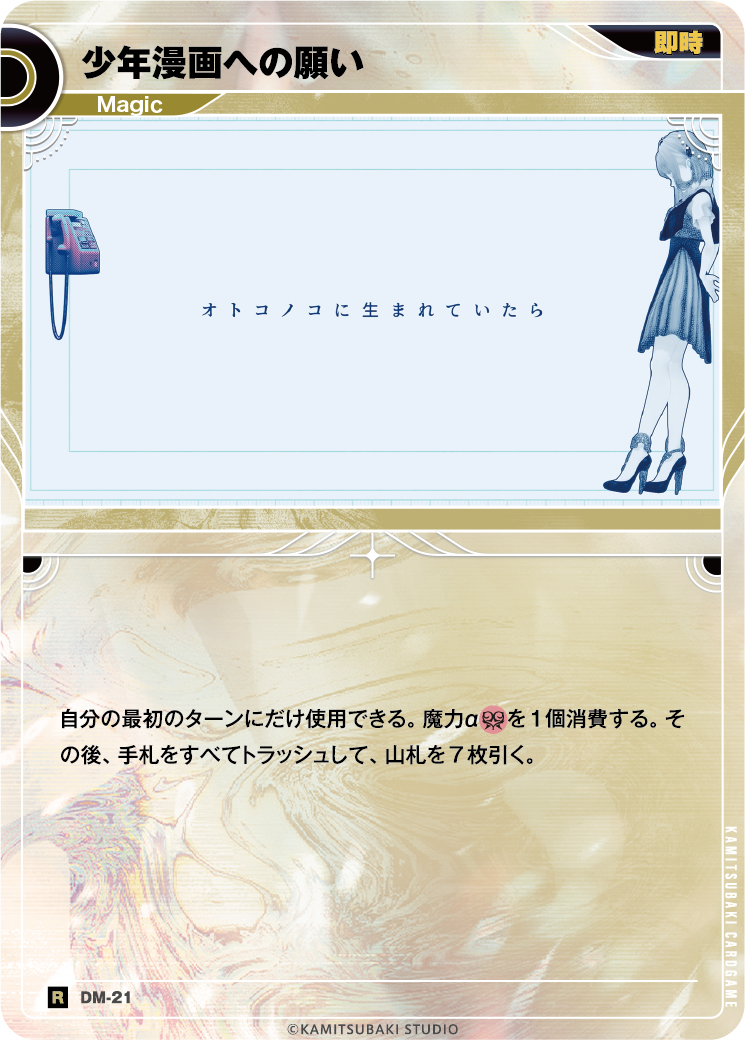 少年漫画への願い
即時
Magic
オトコノコに生まれていたら
自分の最初のターンにだけ使用できる。魔力αを1個消費する。そ
の後、手札をすべてトラッシュして、山札を7枚引く。
KAMITSUBAKI CARDGAME
R DM-21
©KAMITSUBAKI STUDIO